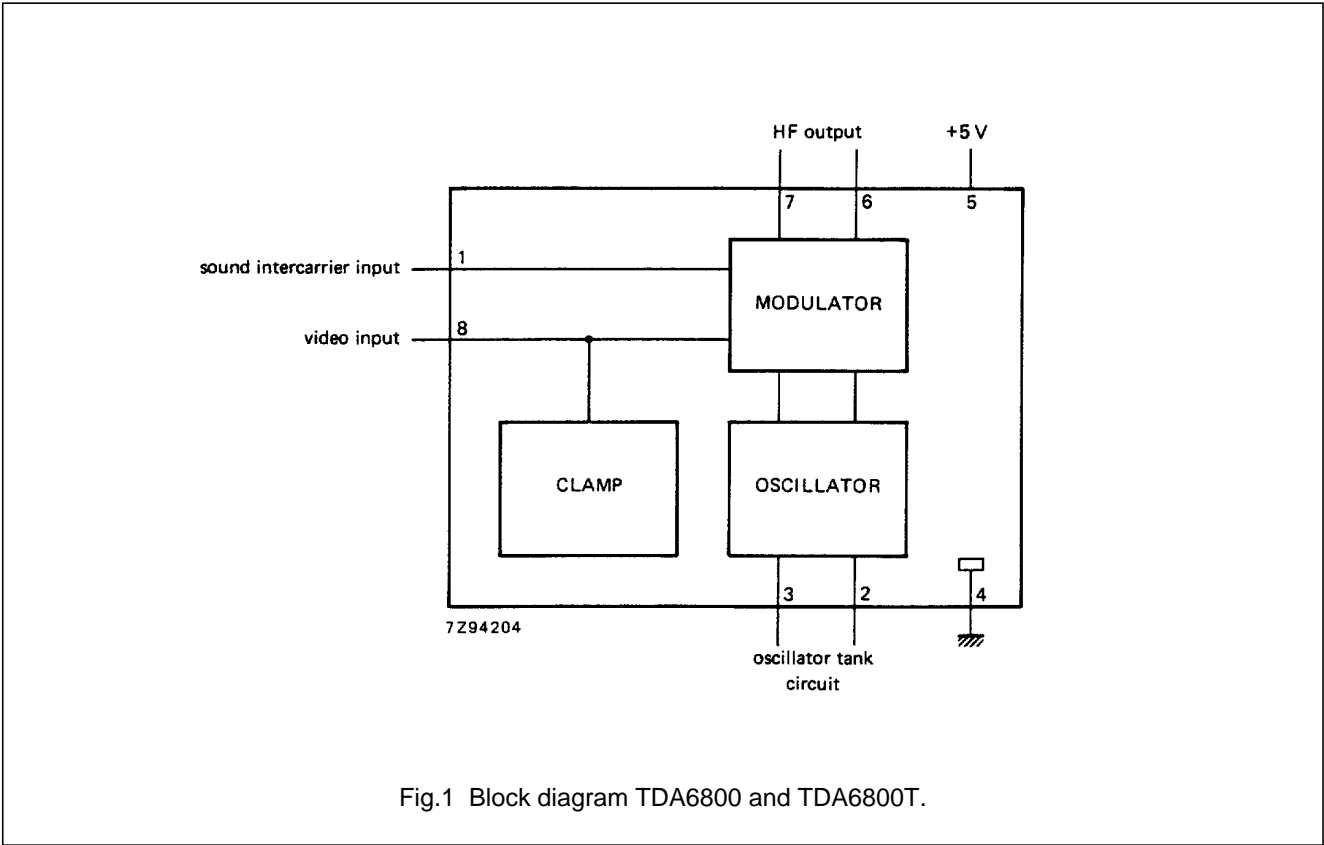 HF output
+5 V
7
6
5
sound intercarrier input
1
MODULATOR
video input
8
CLAMP
OSCILLATOR
3
2
4
7Z94204
oscillator tank
circuit
Fig.1 Block diagram TDA6800 and TDA6800T.